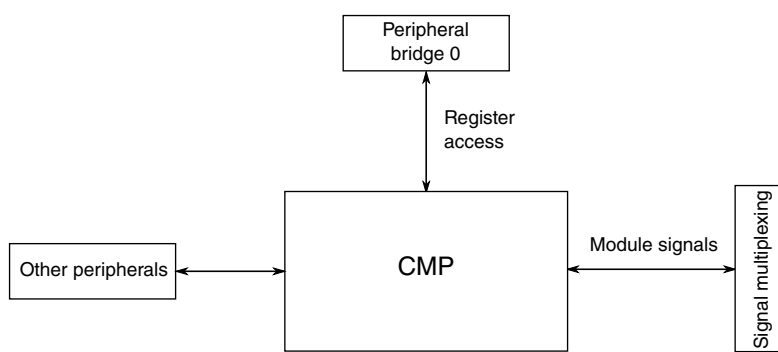 Peripheral
bridge 0
Register
access
Other peripherals
CMP
Module signals
Signal multiplexing